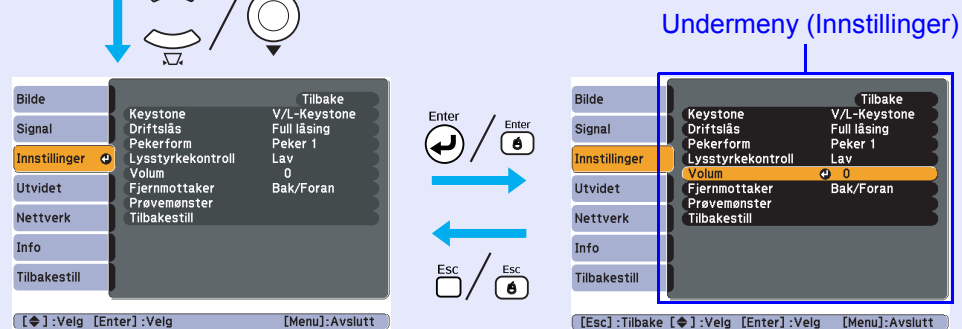 Undermeny (Innstillinger)
Bilde
Signal
Innstillinger
Utvidet
Nettverk
Info
Tilbakestill
Tilbake
Keystone V/L-Keystone
Driftslås Full låsing
Pekerform Peker 1
Lysstyrkekontroll Lav
Volum 0
Fjernmottaker Bak/Foran
Prøvemønster
Tilbakestill
[ ] :Velg [Enter] :Velg [Menu]:Avslutt
Enter
Enter
Esc
Esc
Bilde
Signal
Innstillinger
Utvidet
Nettverk
Info
Tilbakestill
Tilbake
Keystone V/L-Keystone
Driftslås Full låsing
Pekerform Peker 1
Lysstyrkekontroll Lav
Volum 0
Fjernmottaker Bak/Foran
Prøvemønster
Tilbakestill
[Esc] :Tilbake [ ] :Velg [Enter] :Velg [Menu]:Avslutt